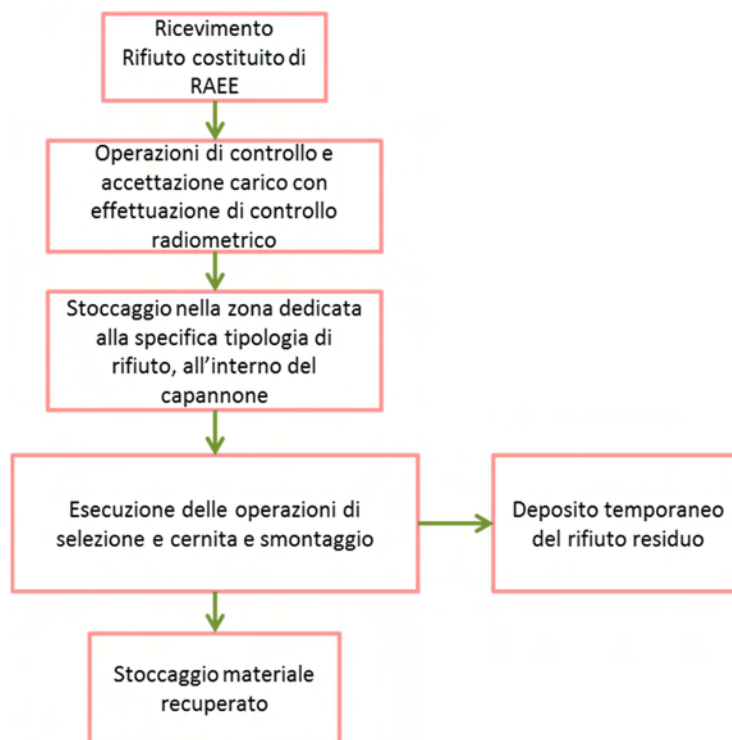 Ricevimento
Rifiuto costituito di
RAEE
Operazioni di controllo e
accettazione carico con
effettuazione di controllo
radiometrico
Stoccaggio nella zona dedicata
alla specifica tipologia di
rifiuto, all’interno del
capannone
Esecuzione delle operazioni di
selezione e cernita e smontaggio
Deposito temporaneo
del rifiuto residuo
Stoccaggio materiale
recuperato